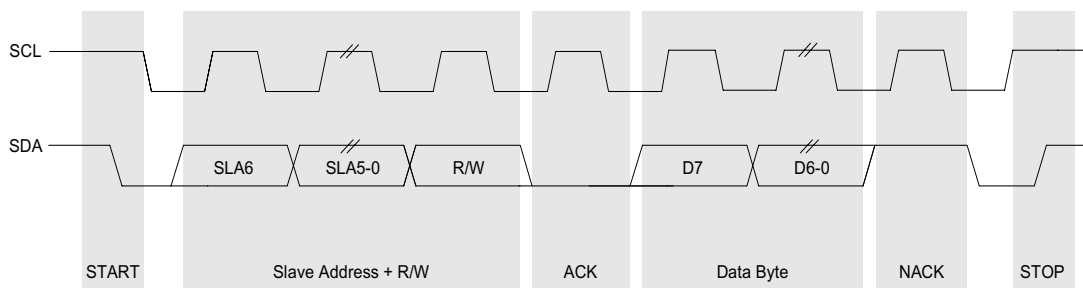 SCL
SDA
SLA6 SLA5-0 R/W D7 D6-0
START Slave Address + R/W ACK Data Byte NACK STOP